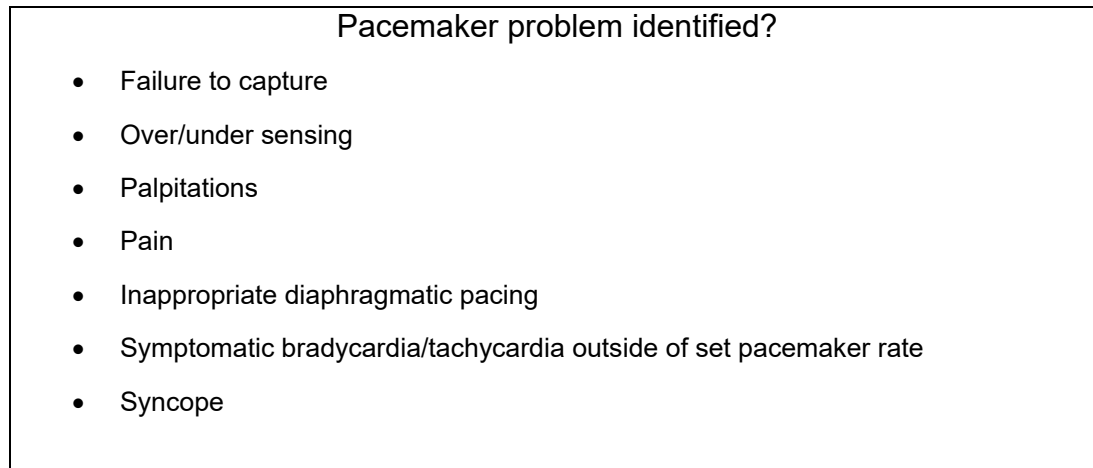 Pacemaker problem identified?
• Failure to capture
• Over/under sensing
• Palpitations
• Pain
• Inappropriate diaphragmatic pacing
• Symptomatic bradycardia/tachycardia outside of set pacemaker rate
• Syncope